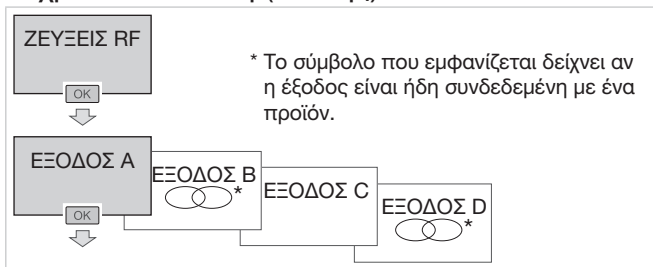 ΖΕΥΞΕΙΣ RF
OK
* Το σύμβολο που εμφανίζεται δείχνει αν
η έξοδος είναι ήδη συνδεδεμένη με ένα
προϊόν.
ΕΞΟΔΟΣ A
OK
ΕΞΟΔΟΣ B
*
ΕΞΟΔΟΣ C
ΕΞΟΔΟΣ D
*